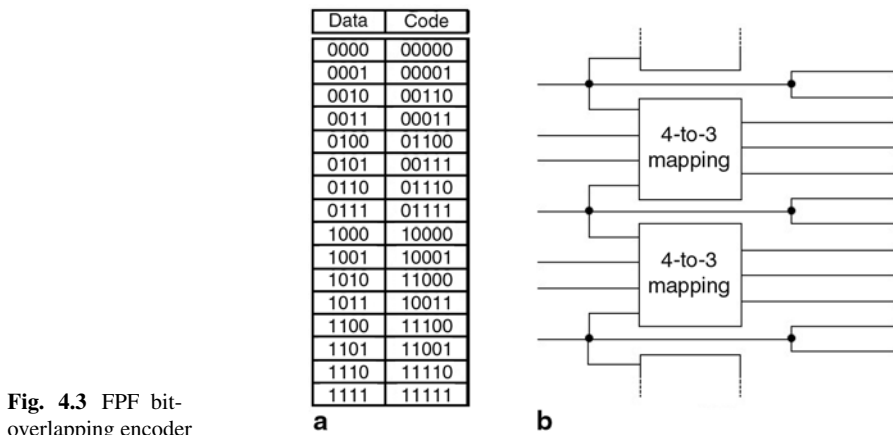 Data Code
0000 00000
0001 00001
0010 00110
0011 00011
0100 01100
0101 00111
0110 01110
0111 01111
1000 10000
1001 10001
1010 11000
1011 10011
1100 11100
1101 11001
1110 11110
1111 11111
a
4-to-3
mapping
4-to-3
mapping
b
Fig. 4.3 FPF bit-
overlapping encoder